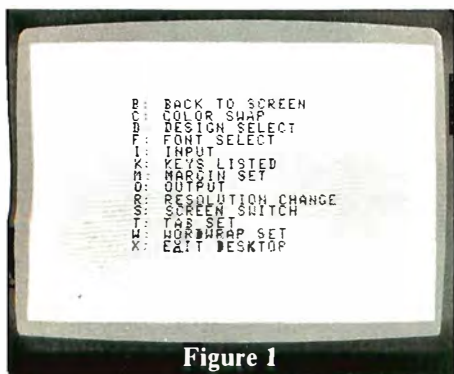 B: BACK TO SCREEN
C: COLOR SWAP
D: DESIGN SELECT
F: FONT SELECT
I: INPUT
K: KEYS LISTED
M: MARGIN SET
O: OUTPUT
R: RESOLUTION CHANGE
S: SCREEN SWITCH
T: TAB SET
W: WORDWRAP SET
X: EXIT DESKTOP
Figure 1